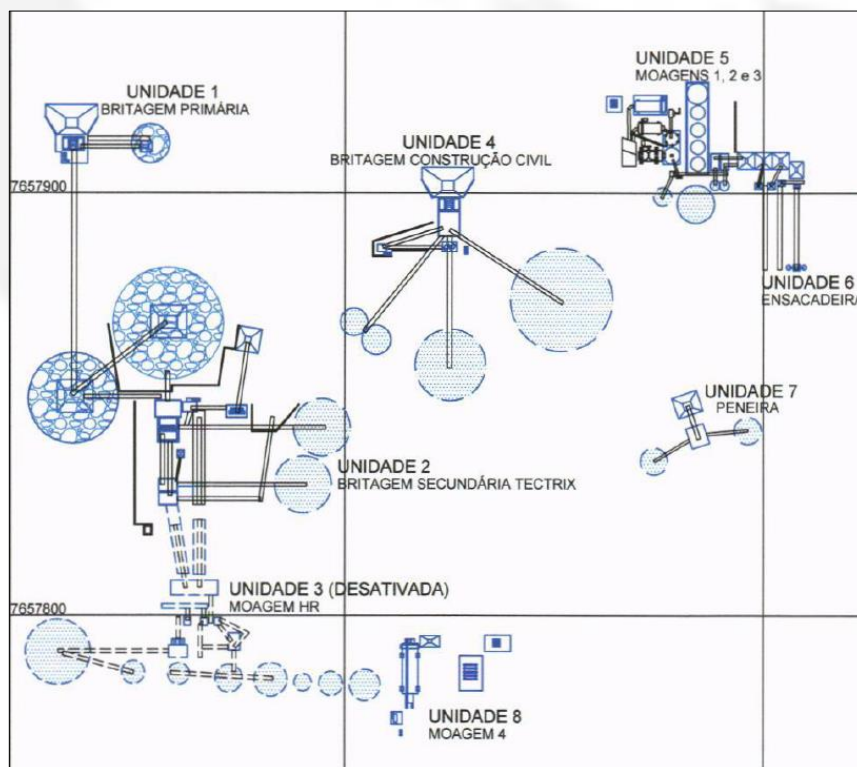 UNIDADE 1
BRITAGEM PRIMÁRIA
UNIDADE 5
MOAGENS 1, 2 e 3
UNIDADE 4
BRITAGEM CONSTRUÇÃO CIVIL
7657900
UNIDADE 6
ENSACADEIRA
UNIDADE 7
PENEIRA
UNIDADE 2
BRITAGEM SECUNDÁRIA TECTRIX
UNIDADE 3 (DESATIVADA)
MOAGEM HR
7657800
UNIDADE 8
MOAGEM 4